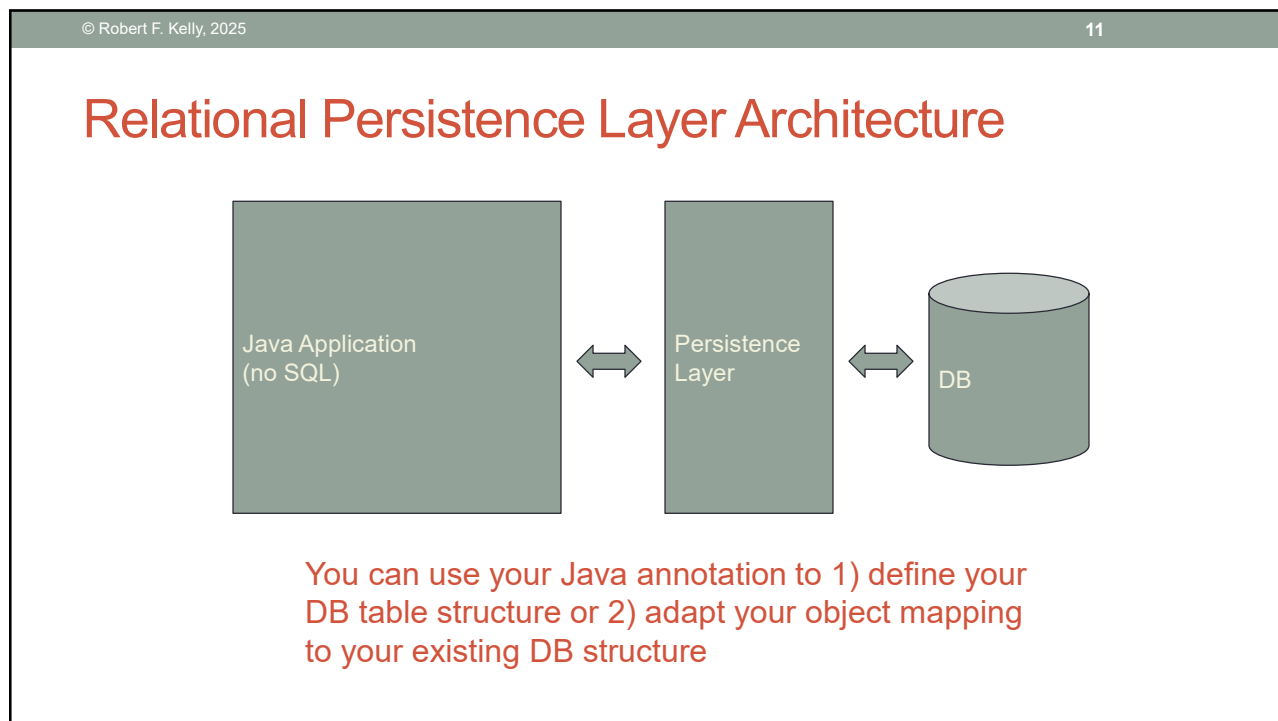 © Robert F. Kelly, 2025
11
Relational Persistence Layer Architecture
Java Application
(no SQL)
Persistence
Layer
DB
You can use your Java annotation to 1) define your
DB table structure or 2) adapt your object mapping
to your existing DB structure